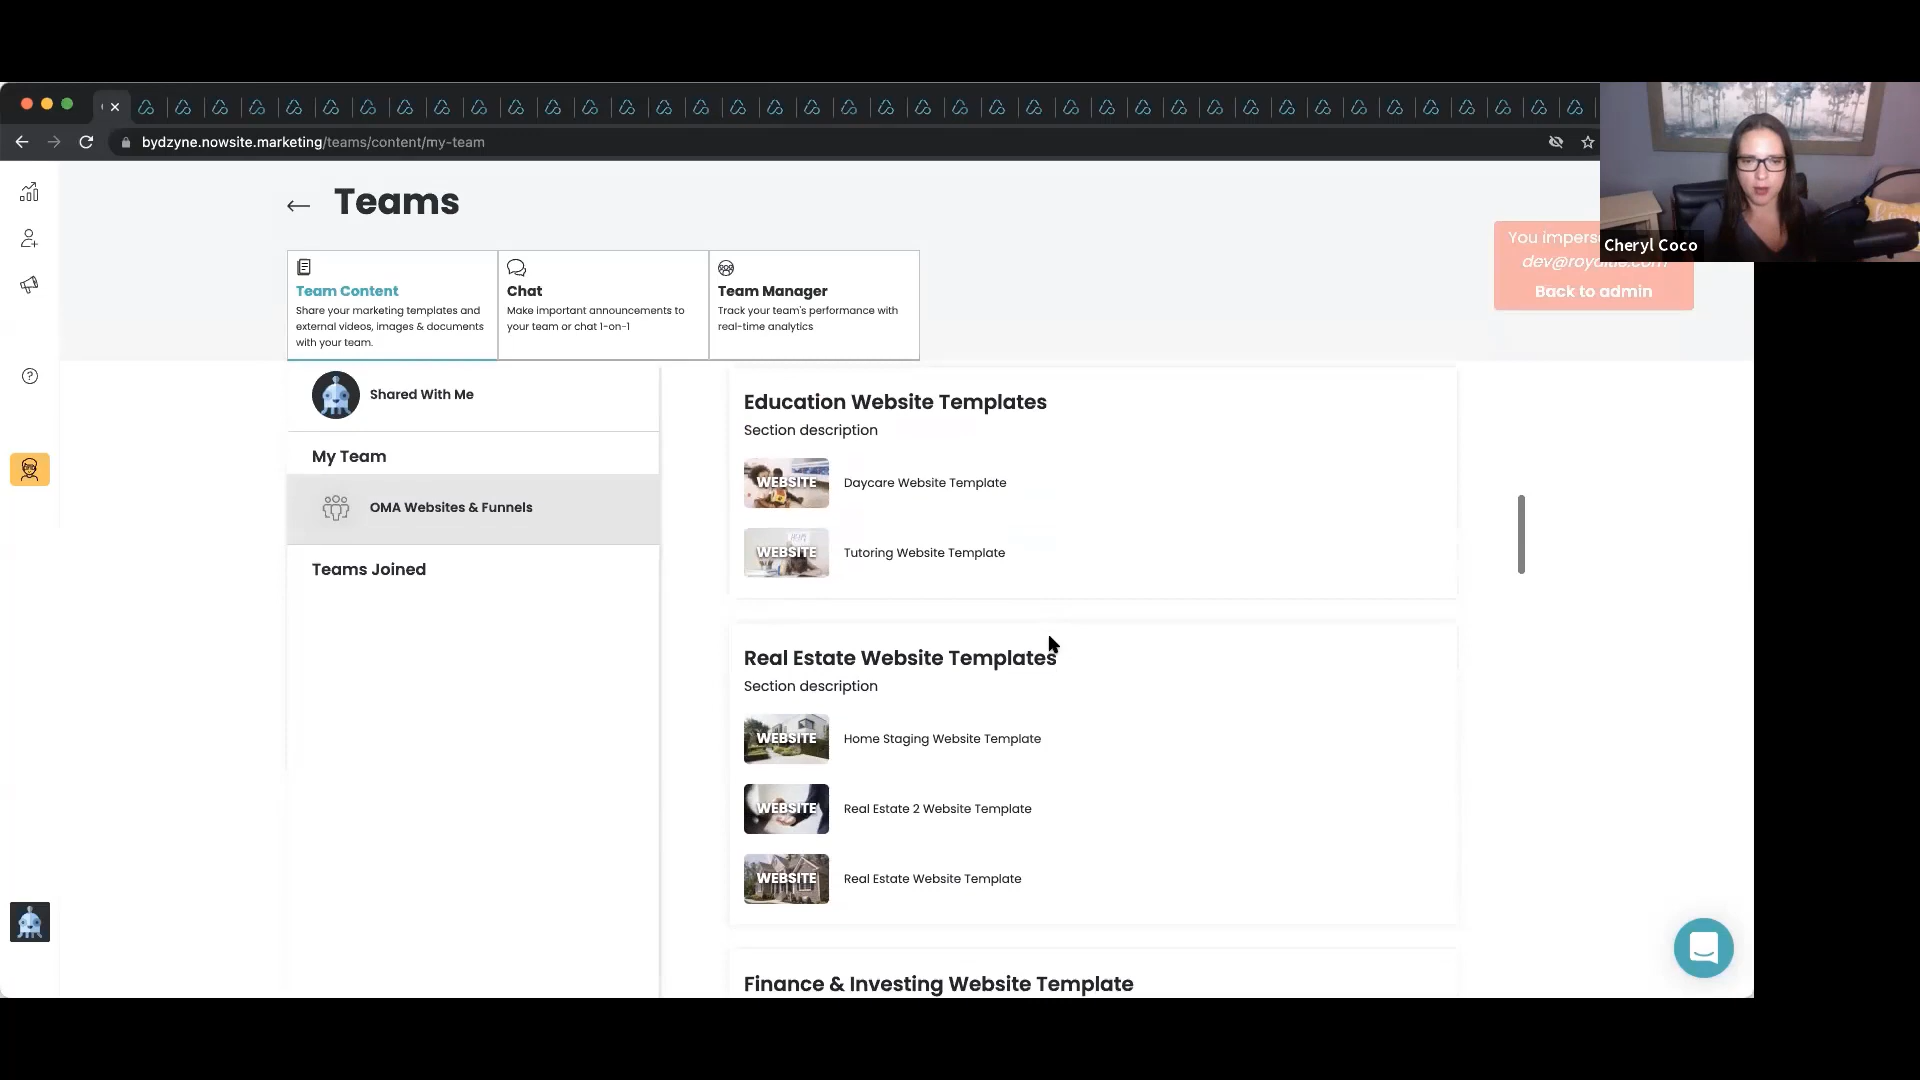 bydzyne.nowsite.marketing/teams/content/my-team
Teams
Team Content
Share your marketing templates and
external videos, images & documents
with your team.
Chat
Make important announcements to
your team or chat 1-on-1
Team Manager
Track your team's performance with
real-time analytics
You impers
dev@royaltie.com
Back to admin
Cheryl Coco
Shared With Me
My Team
OMA Websites & Funnels
Teams Joined
Education Website Templates
Section description
WEBSITE
Daycare Website Template
WEBSITE
Tutoring Website Template
Real Estate Website Templates
Section description
WEBSITE
Home Staging Website Template
WEBSITE
Real Estate 2 Website Template
WEBSITE
Real Estate Website Template
Finance & Investing Website Template